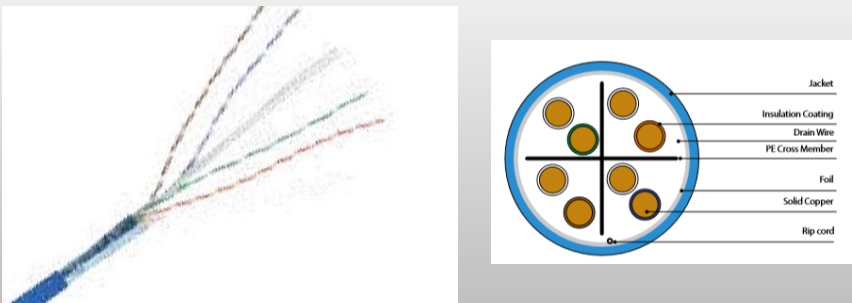 Jacket
Insulation Coating
Drain Wire
PE Cross Member
Foil
Solid Copper
Rip cord